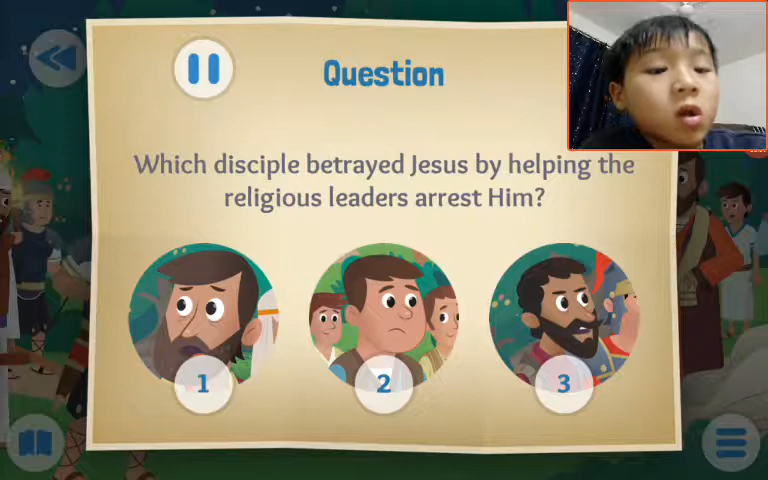 Question
Which disciple betrayed Jesus by helping the
religious leaders arrest Him?
1 2 3